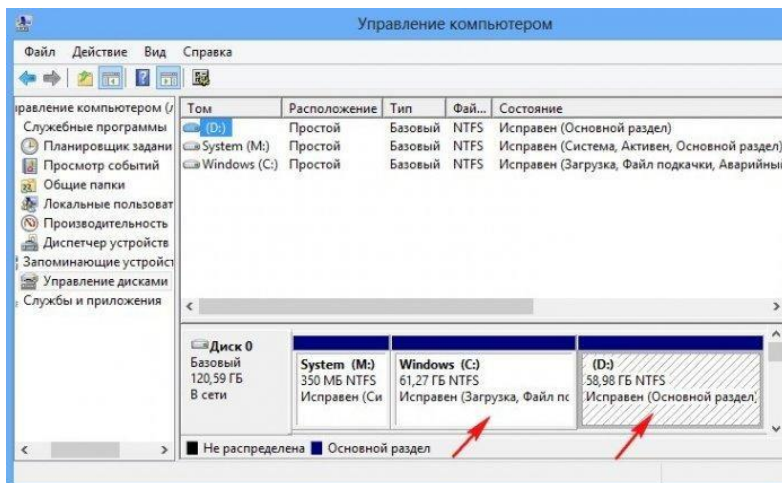 Управление компьютером
Файл Действие Вид Справка
правление компьютером (л
Служебные программы
Планировщик задани
Просмотр событий
Общие папки
Локальные пользоват
Производительность
Диспетчер устройств
Запоминающие устройст
Управление дисками
Службы и приложения
Том Расположение Тип Фай... Состояние
(D:) Простой Базовый NTFS Исправен (Основной раздел)
System (M:) Простой Базовый NTFS Исправен (Система, Активен, Основной раздел)
Windows (C:) Простой Базовый NTFS Исправен (Загрузка, Файл подкачки, Аварийный
Диск 0
Базовый
120,59 ГБ
В сети
System (M:)
350 МБ NTFS
Исправен (Си
Windows (C:)
61,27 ГБ NTFS
Исправен (Загрузка, Файл по
(D:)
58,98 ГБ NTFS
Исправен (Основной раздел)
Не распределена Основной раздел